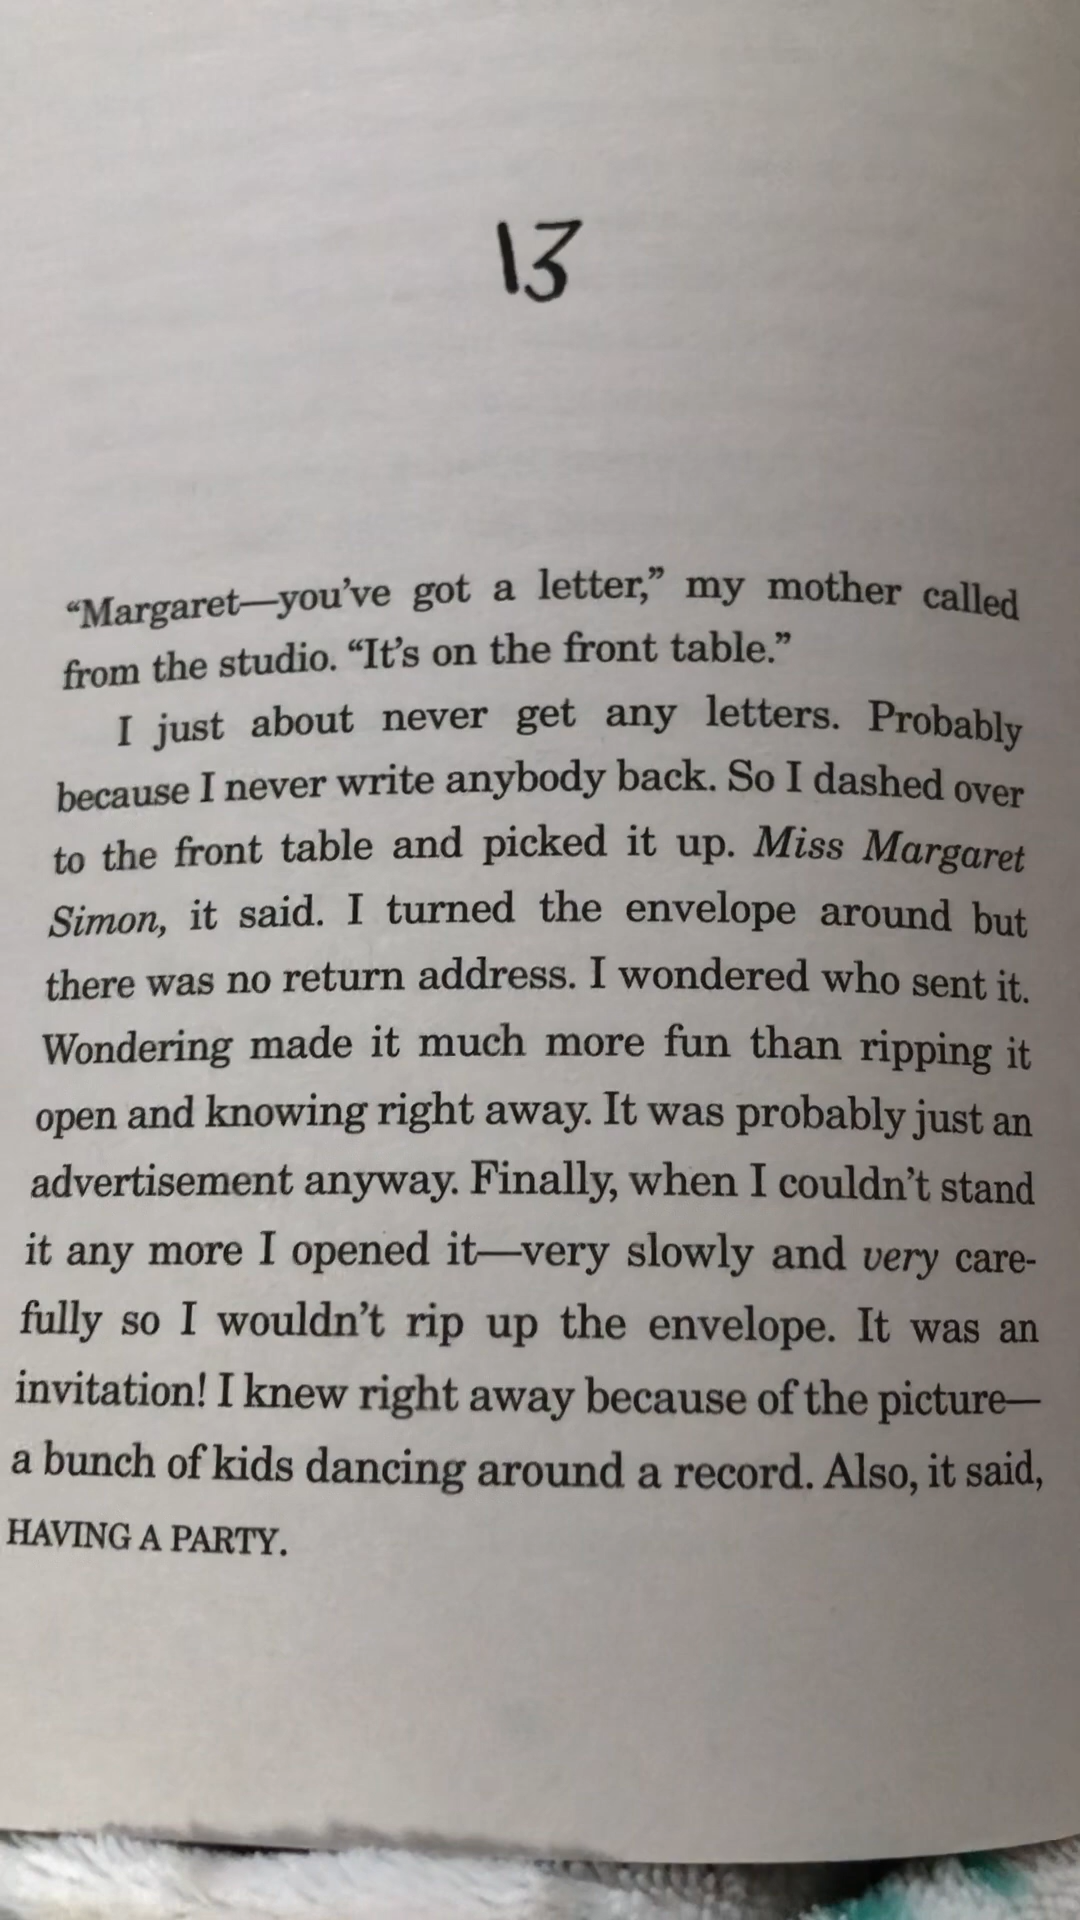 13
“Margaret—you’ve got a letter,” my mother called
from the studio. “It’s on the front table.”
I just about never get any letters. Probably
because I never write anybody back. So I dashed over
to the front table and picked it up. Miss Margaret
Simon, it said. I turned the envelope around but
there was no return address. I wondered who sent it.
Wondering made it much more fun than ripping it
open and knowing right away. It was probably just an
advertisement anyway. Finally, when I couldn’t stand
it any more I opened it—very slowly and very care-
fully so I wouldn’t rip up the envelope. It was an
invitation! I knew right away because of the picture—
a bunch of kids dancing around a record. Also, it said,
HAVING A PARTY.